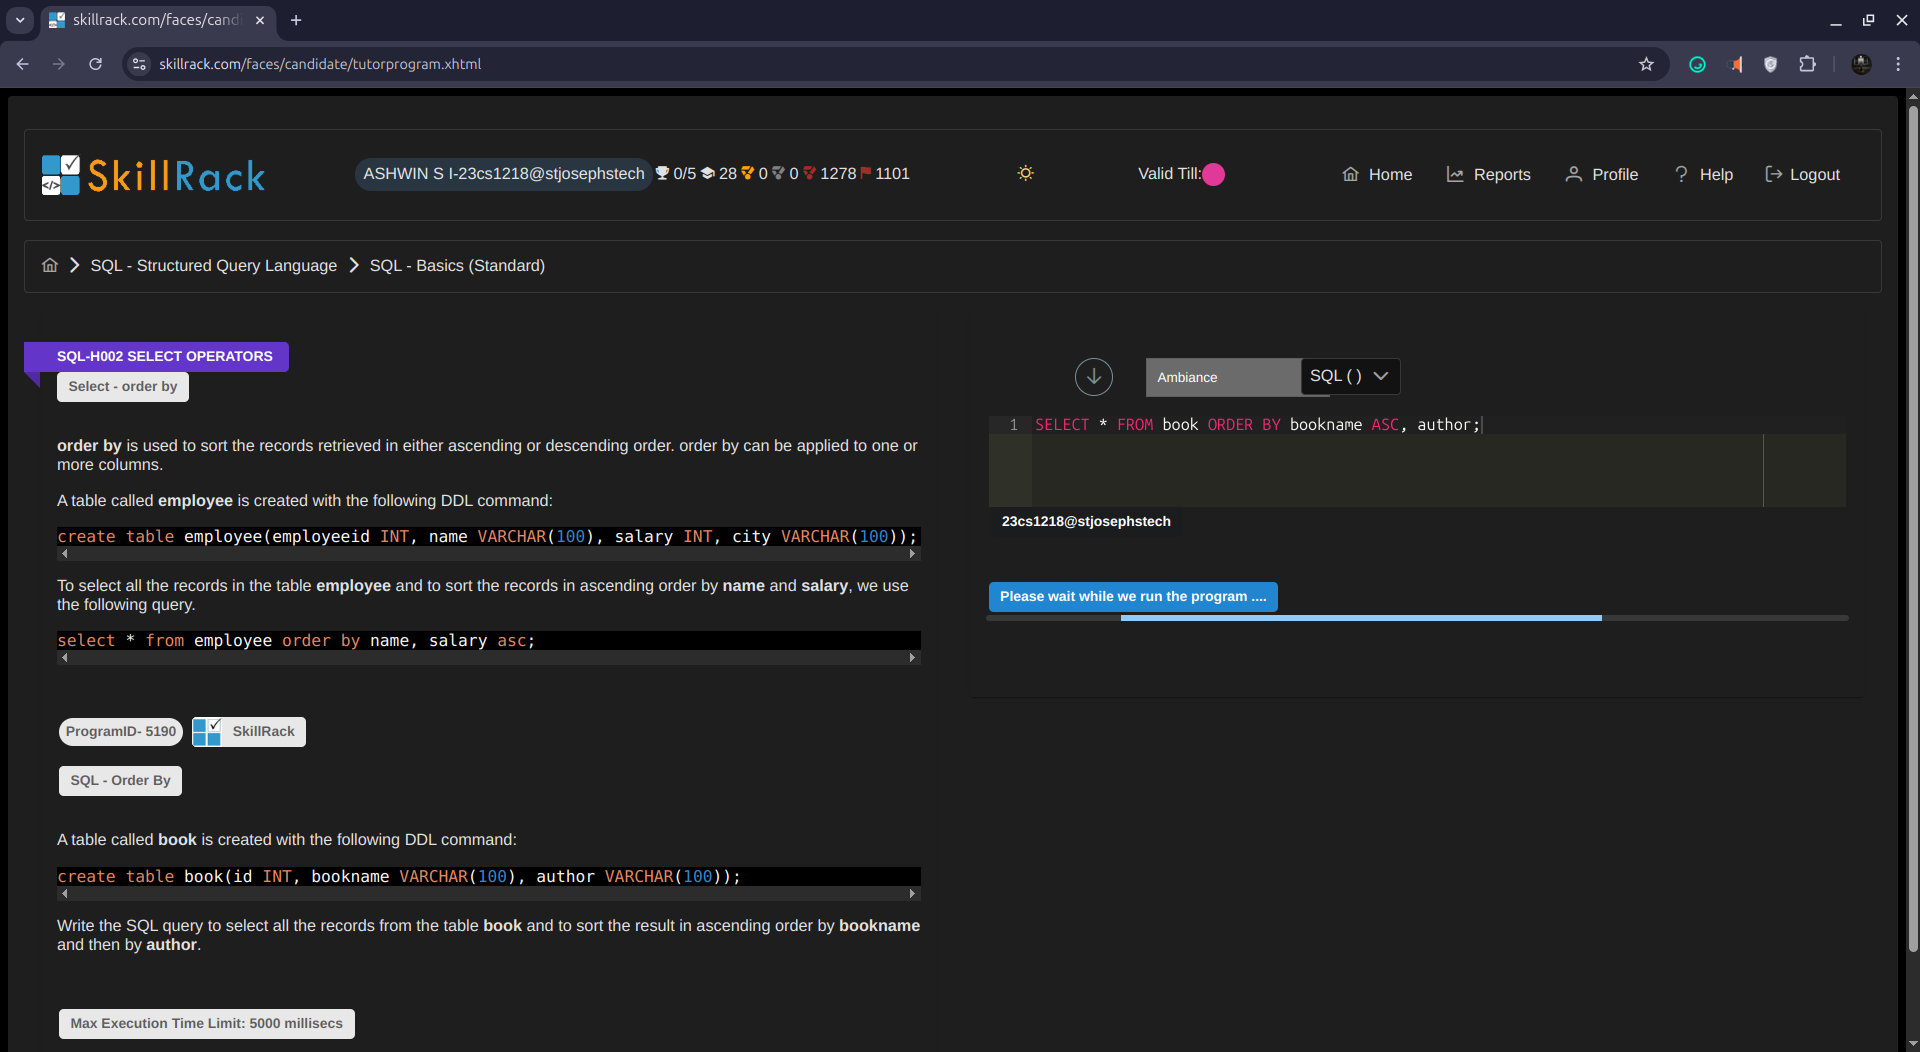 skillrack.com/faces/cand
skillrack.com/faces/candidate/tutorprogram.xhtml
SkillRack
ASHWIN S I-23cs1218@stjosephstech 0/5 28 0 0 1278 1101
Valid Till:
Home
Reports
Profile
Help
Logout
SQL - Structured Query Language
SQL - Basics (Standard)
SQL-H002 SELECT OPERATORS
Select - order by
order by is used to sort the records retrieved in either ascending or descending order. order by can be applied to one or
more columns.
A table called employee is created with the following DDL command:
create table employee(employeeid INT, name VARCHAR(100), salary INT, city VARCHAR(100));
To select all the records in the table employee and to sort the records in ascending order by name and salary, we use
the following query.
select * from employee order by name, salary asc;
ProgramID- 5190
SkillRack
SQL - Order By
A table called book is created with the following DDL command:
create table book(id INT, bookname VARCHAR(100), author VARCHAR(100));
Write the SQL query to select all the records from the table book and to sort the result in ascending order by bookname
and then by author.
Max Execution Time Limit: 5000 millisecs
Ambiance
SQL ( )
1 SELECT * FROM book ORDER BY bookname ASC, author;
23cs1218@stjosephstech
Please wait while we run the program ....